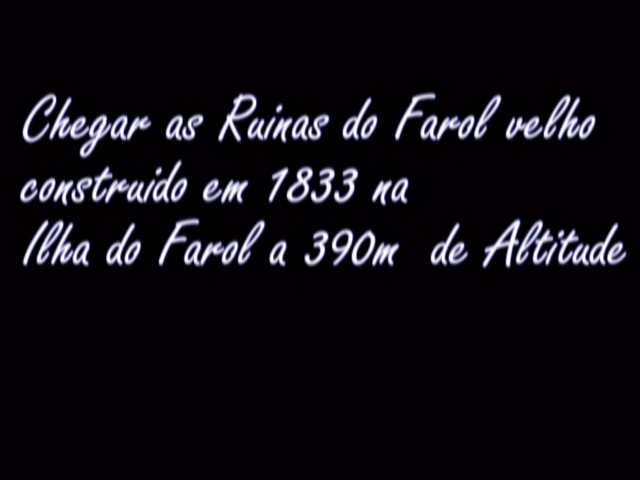 Chegar as Ruinas do Farol velho
construido em 1833 na
Ilha do Farol a 390m de Altitude